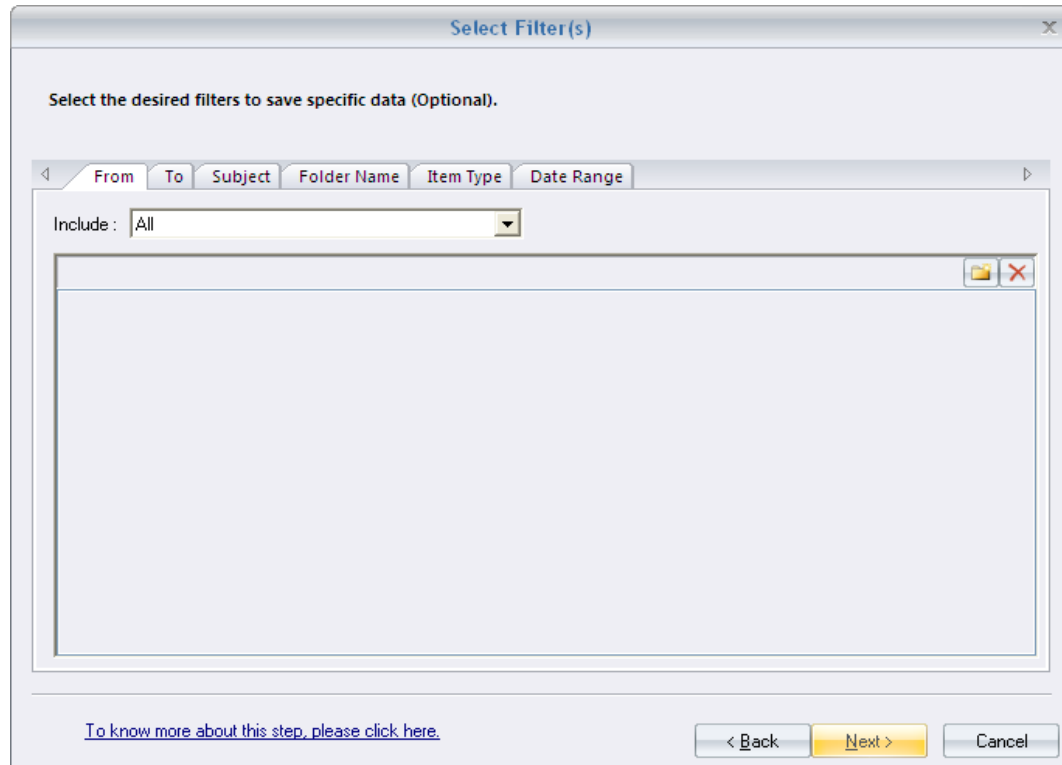 Select Filter(s)
Select the desired filters to save specific data (Optional).
From To Subject Folder Name Item Type Date Range
Include : All
To know more about this step, please click here.
< Back Next > Cancel